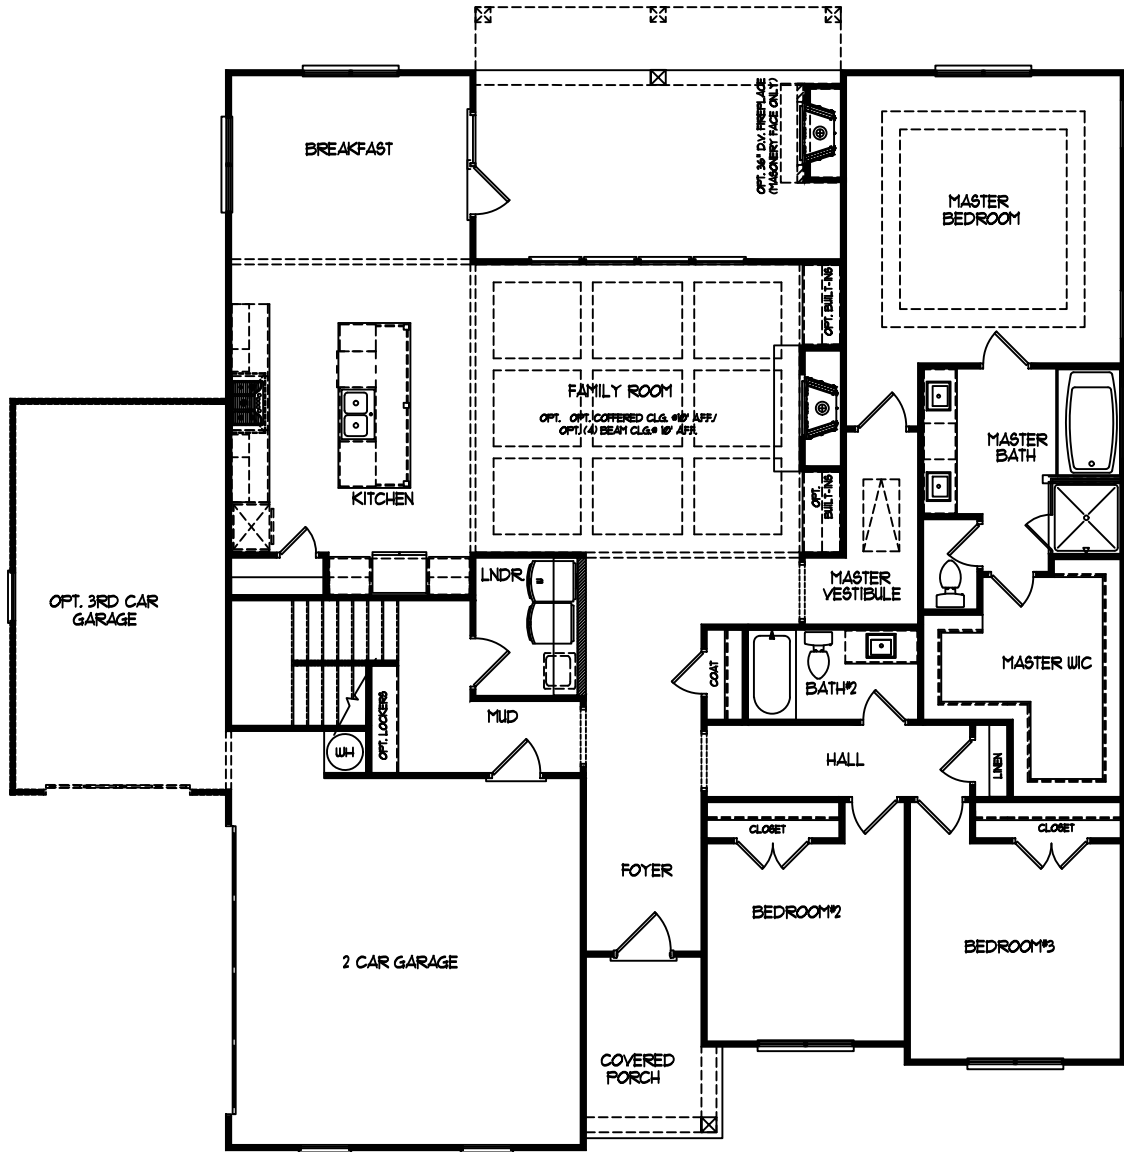 BREAKFAST
OPT. 36" D.V. FIREPLACE
(MASONERY FACE ONLY)
MASTER
BEDROOM
OPT. BUILT-INS
FAMILY ROOM
OPT. OPT. COFFERED CLG. @10' A.F.F./
OPT. (4) BEAM CLG.@ 10' A.F.F.
KITCHEN
OPT.
BUILT-INS
MASTER
BATH
OPT. 3RD CAR
GARAGE
LNDR.
MASTER
VESTIBULE
MASTER WIC
COAT
BATH#2
OPT. LOCKERS
MUD
WH
HALL
LINEN
CLOSET
CLOSET
FOYER
BEDROOM#2
BEDROOM#3
2 CAR GARAGE
COVERED
PORCH